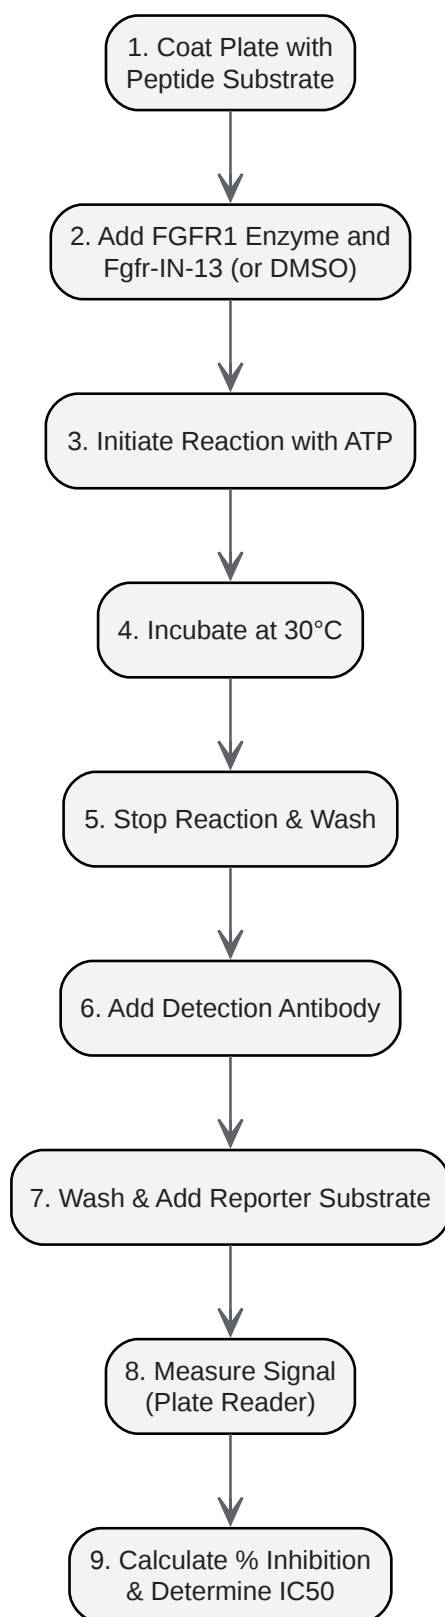 1. Coat Plate with
Peptide Substrate
2. Add FGFR1 Enzyme and
Fgfr-IN-13 (or DMSO)
3. Initiate Reaction with ATP
4. Incubate at 30°C
5. Stop Reaction & Wash
6. Add Detection Antibody
7. Wash & Add Reporter Substrate
8. Measure Signal
(Plate Reader)
9. Calculate % Inhibition
& Determine IC50